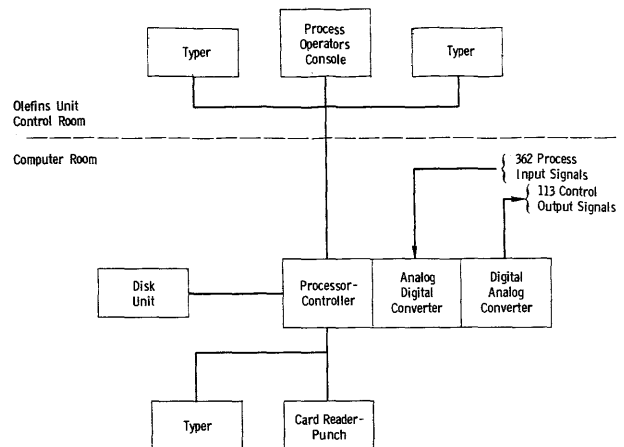 Typer
Process
Operators
Console
Typer
Olefins Unit
Control Room
Computer Room
362 Process
Input Signals
113 Control
Output Signals
Disk
Unit
Processor-
Controller
Analog
Digital
Converter
Digital
Analog
Converter
Typer
Card Reader-
Punch